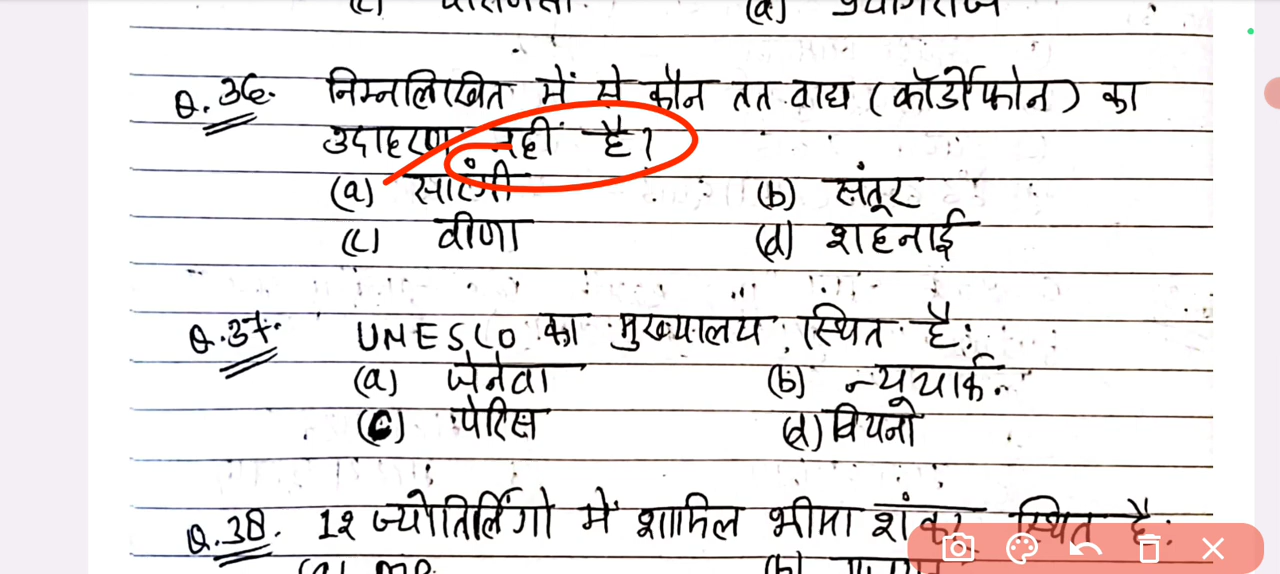 Q.36. निम्नलिखित में से कौन तत वाद्य (कॉर्डोफोन) का
उदाहरण नहीं है?
(a) सारंगी (b) संतूर
(c) वीणा (d) शहनाई
Q.37. UNESCO का मुख्यालय स्थित है:
(a) जेनेवा (b) न्यूयार्क
(c) पेरिस (d) वियना
Q.38. 12 ज्योतिर्लिंगो में शामिल भीमा शंकर स्थित है: